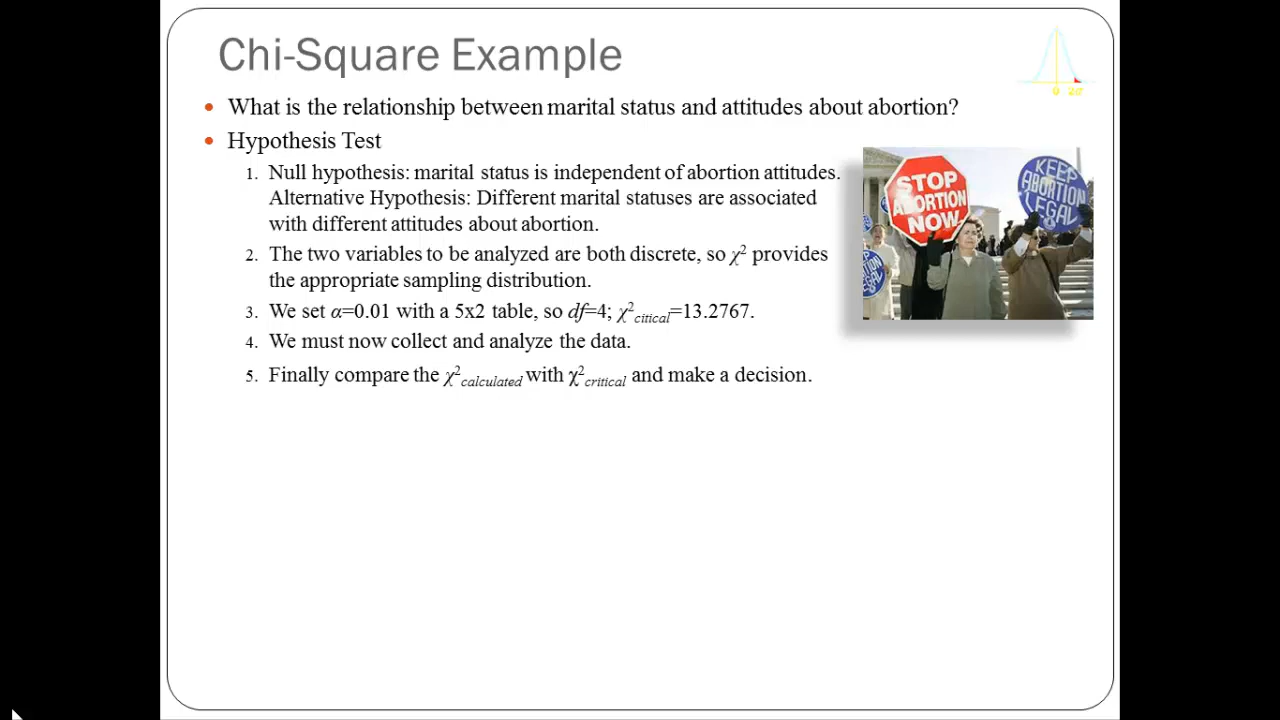 Chi-Square Example
0 2σ
• What is the relationship between marital status and attitudes about abortion?
• Hypothesis Test
1. Null hypothesis: marital status is independent of abortion attitudes.
Alternative Hypothesis: Different marital statuses are associated
with different attitudes about abortion.
2. The two variables to be analyzed are both discrete, so χ² provides
the appropriate sampling distribution.
3. We set α=0.01 with a 5x2 table, so df=4; χ²citical=13.2767.
4. We must now collect and analyze the data.
5. Finally compare the χ²calculated with χ²critical and make a decision.
STOP
ABORTION
NOW
KEEP
ABORTION
LEGAL